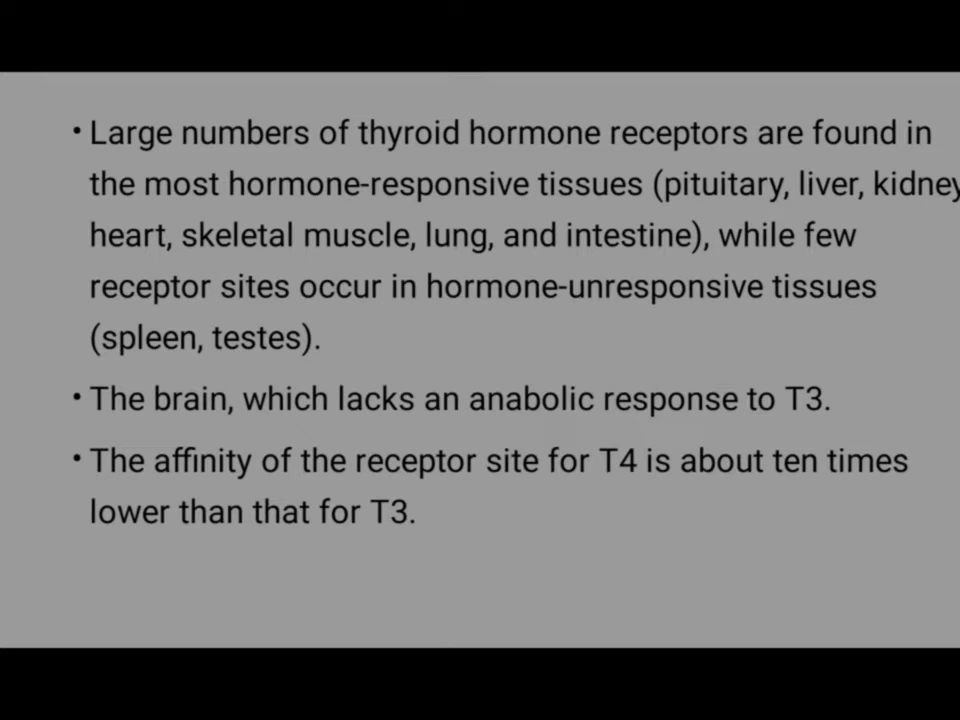 • Large numbers of thyroid hormone receptors are found in
the most hormone-responsive tissues (pituitary, liver, kidney
heart, skeletal muscle, lung, and intestine), while few
receptor sites occur in hormone-unresponsive tissues
(spleen, testes).
• The brain, which lacks an anabolic response to T3.
• The affinity of the receptor site for T4 is about ten times
lower than that for T3.